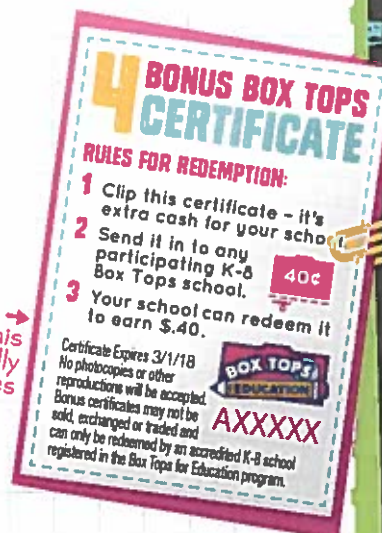 4 BONUS BOX TOPS
CERTIFICATE
RULES FOR REDEMPTION:
1 Clip this certificate – it's
extra cash for your school.
2 Send it in to any
participating K-8
Box Tops school.
40¢
3 Your school can redeem it
to earn $.40.
Certificate Expires 3/1/18
No photocopies or other
reproductions will be accepted.
Bonus certificates may not be
sold, exchanged or traded and
can only be redeemed by an accredited K-8 school
registered in the Box Tops for Education program.
BOX TOPS
EDUCATION
AXXXXX